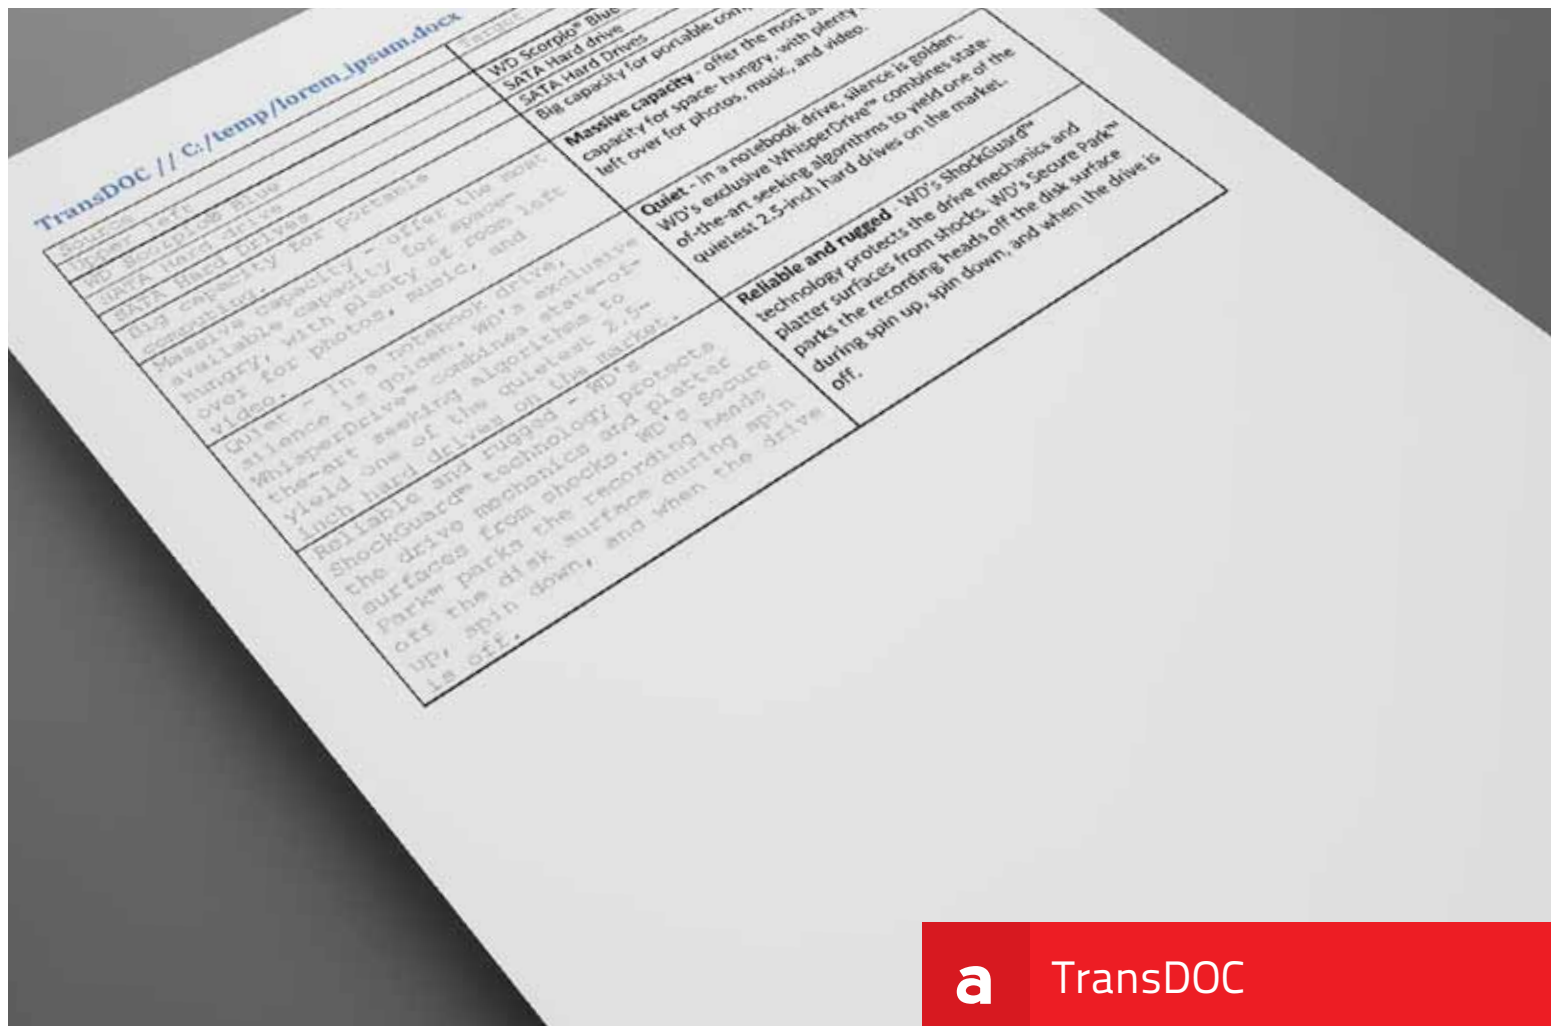 TransDOC // C:/temp/lorem_ipsum.docx
Source
Target
Upper left
WD Scorpio® Blue
WD Scorpio® Blue
SATA Hard drive
SATA Hard drive
SATA Hard Drives
SATA Hard Drives
Big capacity for portable
computing.
Big capacity for portable
Massive capacity - offer the most
available capacity for space-
hungry, with plenty of room left
over for photos, music, and
video.
Massive capacity - offer the most
capacity for space- hungry, with plenty
left over for photos, music, and video.
Quiet - in a notebook drive,
silence is golden. WD's exclusive
WhisperDrive™ combines state-of-
the-art seeking algorithms to
yield one of the quietest 2.5-
inch hard drives on the market.
Quiet - in a notebook drive, silence is golden.
WD's exclusive WhisperDrive™ combines state-
of-the-art seeking algorithms to yield one of the
quietest 2.5-inch hard drives on the market.
Reliable and rugged - WD's
ShockGuard™ technology protects
the drive mechanics and platter
surfaces from shocks. WD's Secure
Park™ parks the recording heads
off the disk surface during spin
up, spin down, and when the drive
is off.
Reliable and rugged - WD's ShockGuard™
technology protects the drive mechanics and
platter surfaces from shocks. WD's Secure Park™
parks the recording heads off the disk surface
during spin up, spin down, and when the drive is
off.
a TransDOC